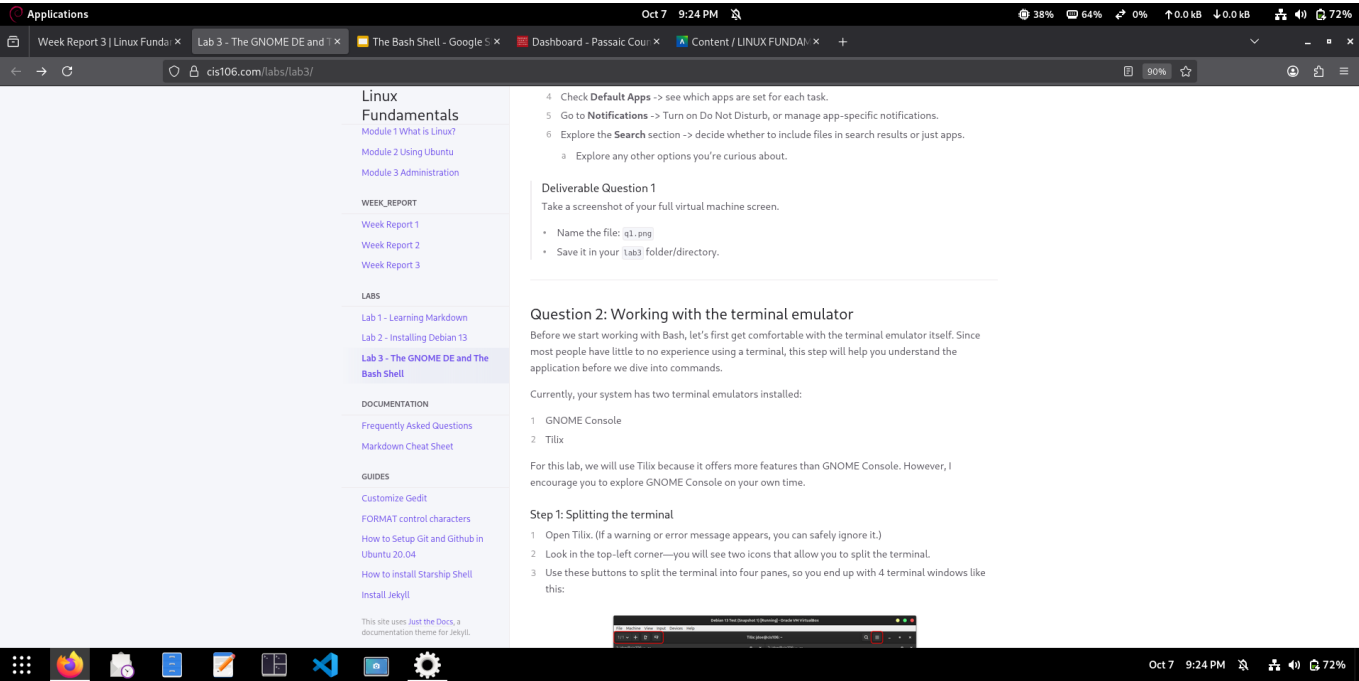 Applications
Oct 7 9:24 PM
38% 64% 0% ↑0.0 kB ↓0.0 kB 72%
Week Report 3 | Linux Fundar
Lab 3 - The GNOME DE and T
The Bash Shell - Google S
Dashboard - Passaic Cour
Content / LINUX FUNDAM
cis106.com/labs/lab3/
90%
Linux
Fundamentals
Module 1 What is Linux?
Module 2 Using Ubuntu
Module 3 Administration
WEEK_REPORT
Week Report 1
Week Report 2
Week Report 3
LABS
Lab 1 - Learning Markdown
Lab 2 - Installing Debian 13
Lab 3 - The GNOME DE and The
Bash Shell
DOCUMENTATION
Frequently Asked Questions
Markdown Cheat Sheet
GUIDES
Customize Gedit
FORMAT control characters
How to Setup Git and Github in
Ubuntu 20.04
How to install Starship Shell
Install Jekyll
This site uses Just the Docs, a
documentation theme for Jekyll.
4 Check Default Apps -> see which apps are set for each task.
5 Go to Notifications -> Turn on Do Not Disturb, or manage app-specific notifications.
6 Explore the Search section -> decide whether to include files in search results or just apps.
a Explore any other options you're curious about.
Deliverable Question 1
Take a screenshot of your full virtual machine screen.
• Name the file: q1.png
• Save it in your lab3 folder/directory.
Question 2: Working with the terminal emulator
Before we start working with Bash, let's first get comfortable with the terminal emulator itself. Since
most people have little to no experience using a terminal, this step will help you understand the
application before we dive into commands.
Currently, your system has two terminal emulators installed:
1 GNOME Console
2 Tilix
For this lab, we will use Tilix because it offers more features than GNOME Console. However, I
encourage you to explore GNOME Console on your own time.
Step 1: Splitting the terminal
1 Open Tilix. (If a warning or error message appears, you can safely ignore it.)
2 Look in the top-left corner—you will see two icons that allow you to split the terminal.
3 Use these buttons to split the terminal into four panes, so you end up with 4 terminal windows like
this:
Debian 13 Test (Snapshot 1) [Running] - Oracle VM VirtualBox
File Machine View Input Devices Help
Oct 7 9:24 PM 72%